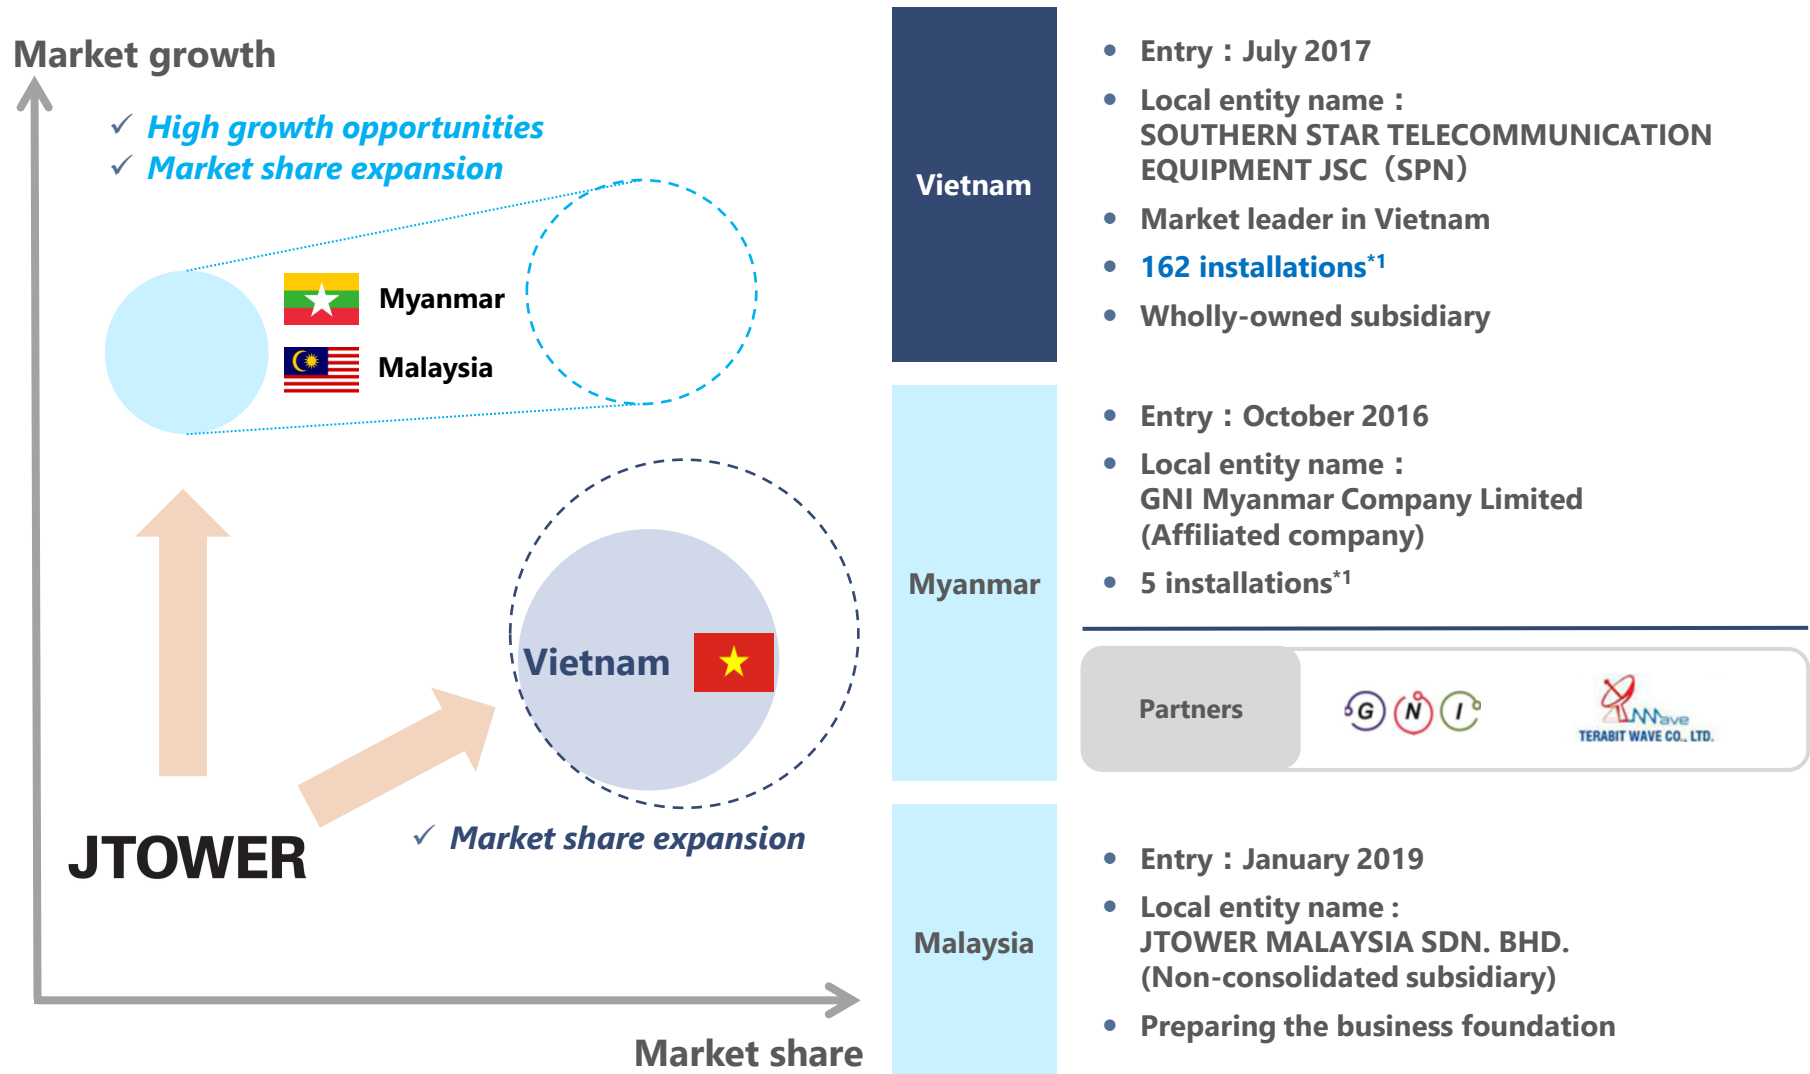 Market growth
✓ High growth opportunities
✓ Market share expansion
Myanmar
Malaysia
Vietnam
✓ Market share expansion
JTOWER
Market share
Vietnam
• Entry：July 2017
• Local entity name：
SOUTHERN STAR TELECOMMUNICATION
EQUIPMENT JSC（SPN）
• Market leader in Vietnam
• 162 installations*1
• Wholly-owned subsidiary
Myanmar
• Entry：October 2016
• Local entity name：
GNI Myanmar Company Limited
(Affiliated company)
• 5 installations*1
Partners
G N I
Wave
TERABIT WAVE CO., LTD.
Malaysia
• Entry：January 2019
• Local entity name :
JTOWER MALAYSIA SDN. BHD.
(Non-consolidated subsidiary)
• Preparing the business foundation